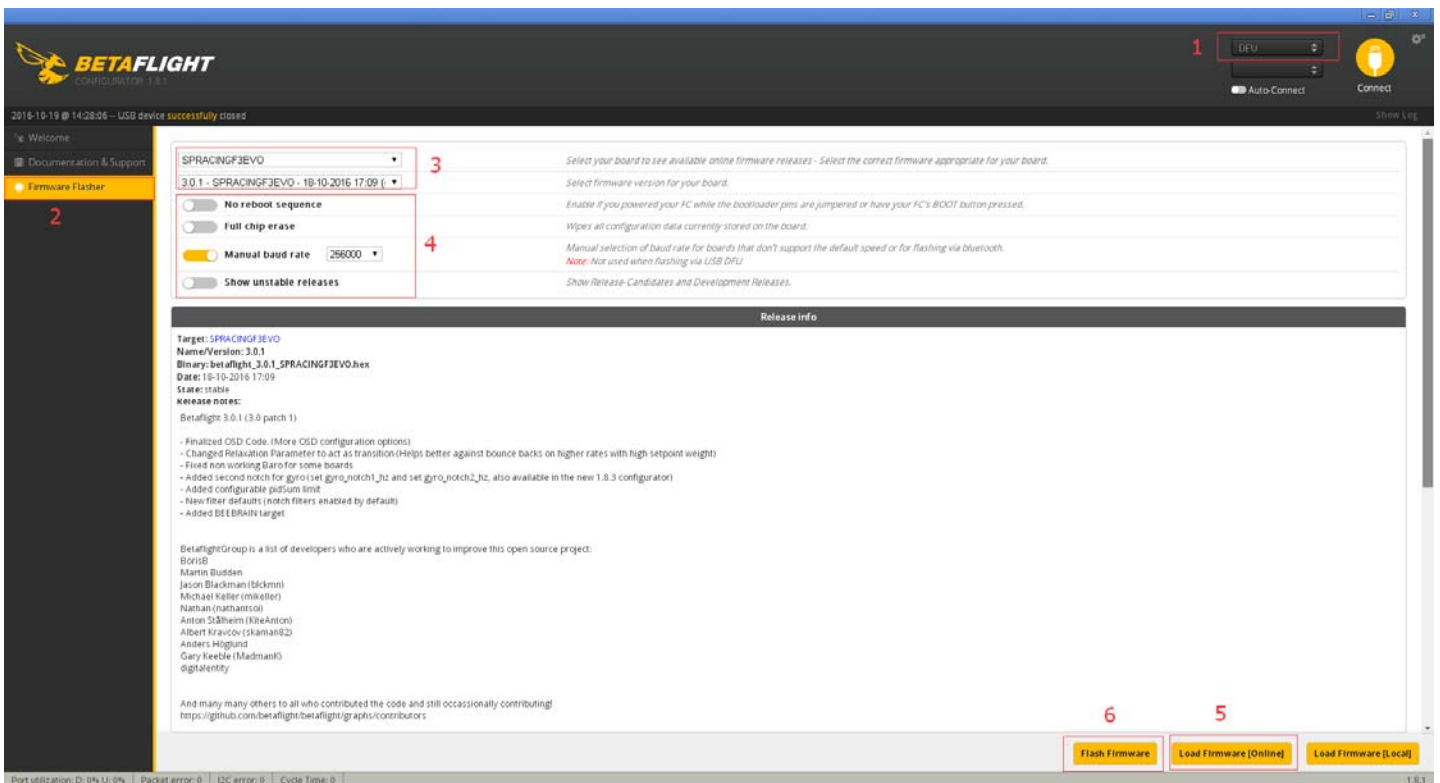 1
DFU
BETAFLIGHT
CONFIGURATOR 1.8.1
Auto-Connect
Connect
2016-10-19 @ 14:28:06 -- USB device successfully closed
Show Log
Welcome
Documentation & Support
Firmware Flasher
2
SPRACINGF3EVO
3
Select your board to see available online firmware releases - Select the correct firmware appropriate for your board.
3.0.1 - SPRACINGF3EVO - 18-10-2016 17:09 (
Select firmware version for your board.
No reboot sequence
Enable if you powered your FC while the bootloader pins are jumpered or have your FC's BOOT button pressed.
Full chip erase
Wipes all configuration data currently stored on the board.
4
Manual baud rate
256000
Manual selection of baud rate for boards that don't support the default speed or for flashing via bluetooth.
Note: Not used when flashing via USB DFU
Show unstable releases
Show Release-Candidates and Development Releases.
Release info
Target: SPRACINGF3EVO
Name/Version: 3.0.1
Binary: betaflight_3.0.1_SPRACINGF3EVO.hex
Date: 18-10-2016 17:09
State: stable
Release notes:
Betaflight 3.0.1 (3.0 patch 1)
- Finalized OSD Code. (More OSD configuration options)
- Changed Relaxation Parameter to act as transition (Helps better against bounce backs on higher rates with high setpoint weight)
- Fixed non working Baro for some boards
- Added second notch for gyro (set gyro_notch1_hz and set gyro_notch2_hz, also available in the new 1.8.3 configurator)
- Added configurable pidSum limit
- New filter defaults (notch filters enabled by default)
- Added BEEBRAIN target
BetaflightGroup is a list of developers who are actively working to improve this open source project:
BorisB
Martin Budden
Jason Blackman (blckmn)
Michael Keller (mikeller)
Nathan (nathantsoi)
Anton Stålheim (KiteAnton)
Albert Kravcov (skaman82)
Anders Höglund
Gary Keeble (MadmanK)
digitalentity
And many many others to all who contributed the code and still occassionally contributing!
https://github.com/betaflight/betaflight/graphs/contributors
6
5
Flash Firmware
Load Firmware [Online]
Load Firmware [Local]
Port utilization: D: 0% U: 0%
Packet error: 0
I2C error: 0
Cycle Time: 0
1.8.1